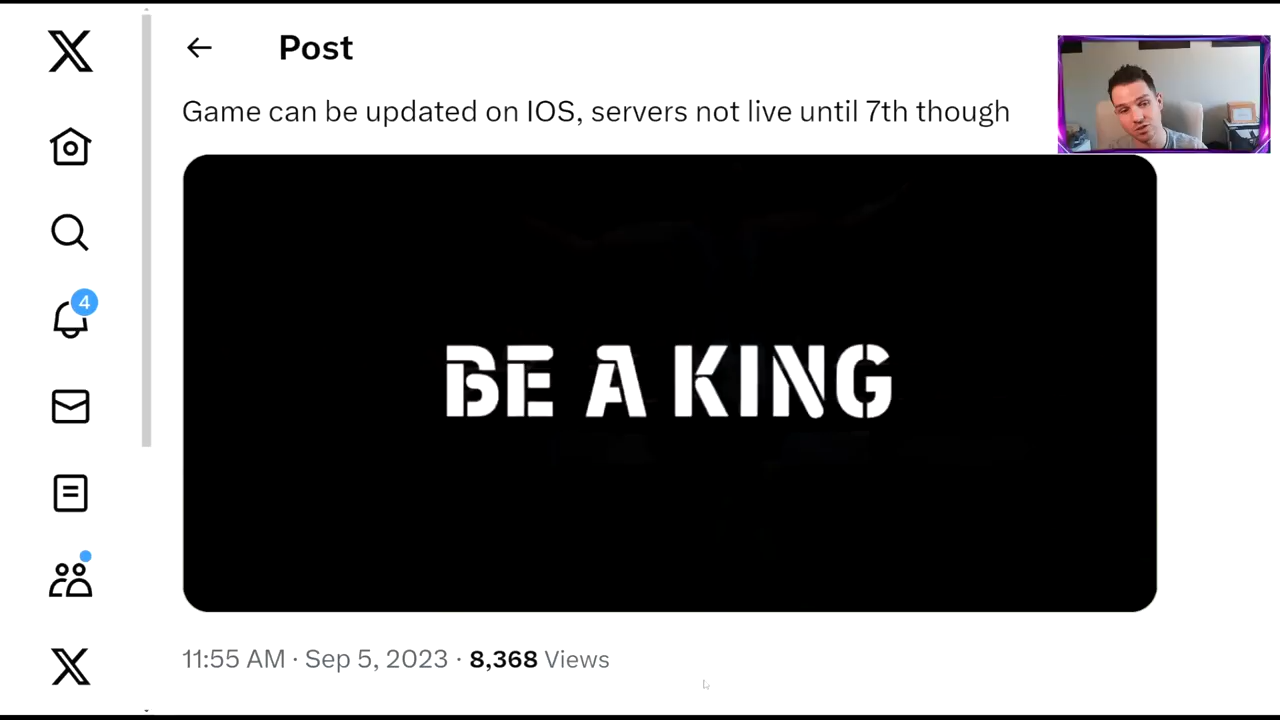 Post
Game can be updated on IOS, servers not live until 7th though
BE A KING
4
11:55 AM · Sep 5, 2023 · 8,368 Views